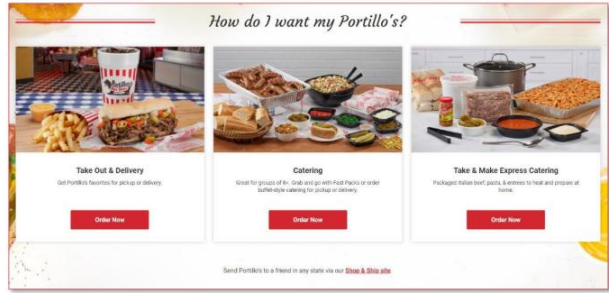 How do I want my Portillo's?
Take Out & Delivery
Get Portillo's favorites for pickup or delivery.
Order Now
Catering
Great for groups of 8+. Grab and go with Fast Packs or order
buffet-style catering for pickup or delivery.
Order Now
Take & Make Express Catering
Packaged Italian beef, pasta, & entrees to heat and prepare at
home.
Order Now
Send Portillo's to a friend in any state via our Shop & Ship site